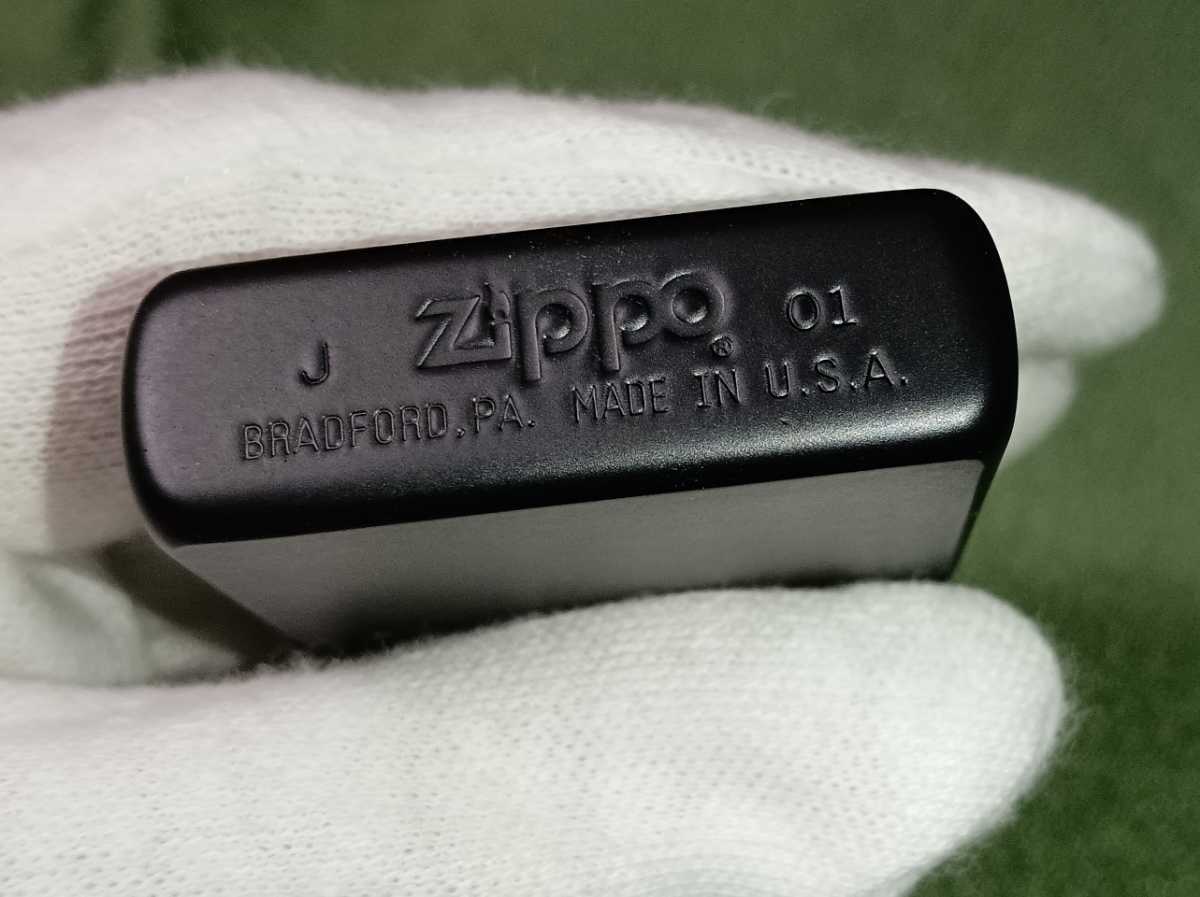 J Zippo® 01
BRADFORD,PA. MADE IN U.S.A.